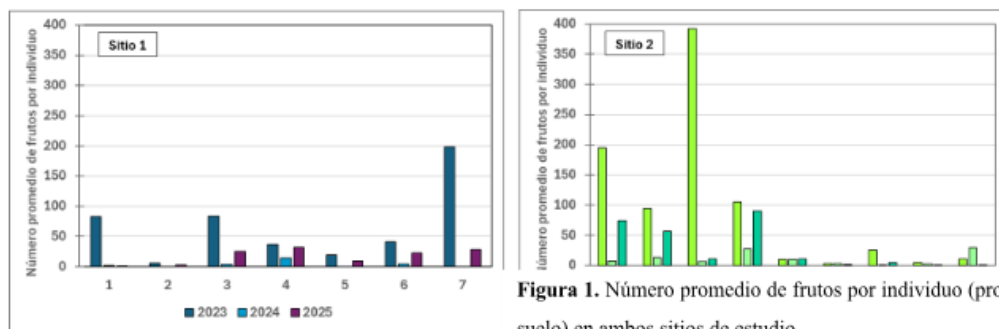 Sitio 1
Número promedio de frutos por individuo
400
350
300
250
200
150
100
50
0
1 2 3 4 5 6 7
2023 2024 2025
Sitio 2
Número promedio de frutos por individuo
400
350
300
250
200
150
100
50
0
Figura 1. Número promedio de frutos por individuo (pro
suelo) en ambos sitios de estudio